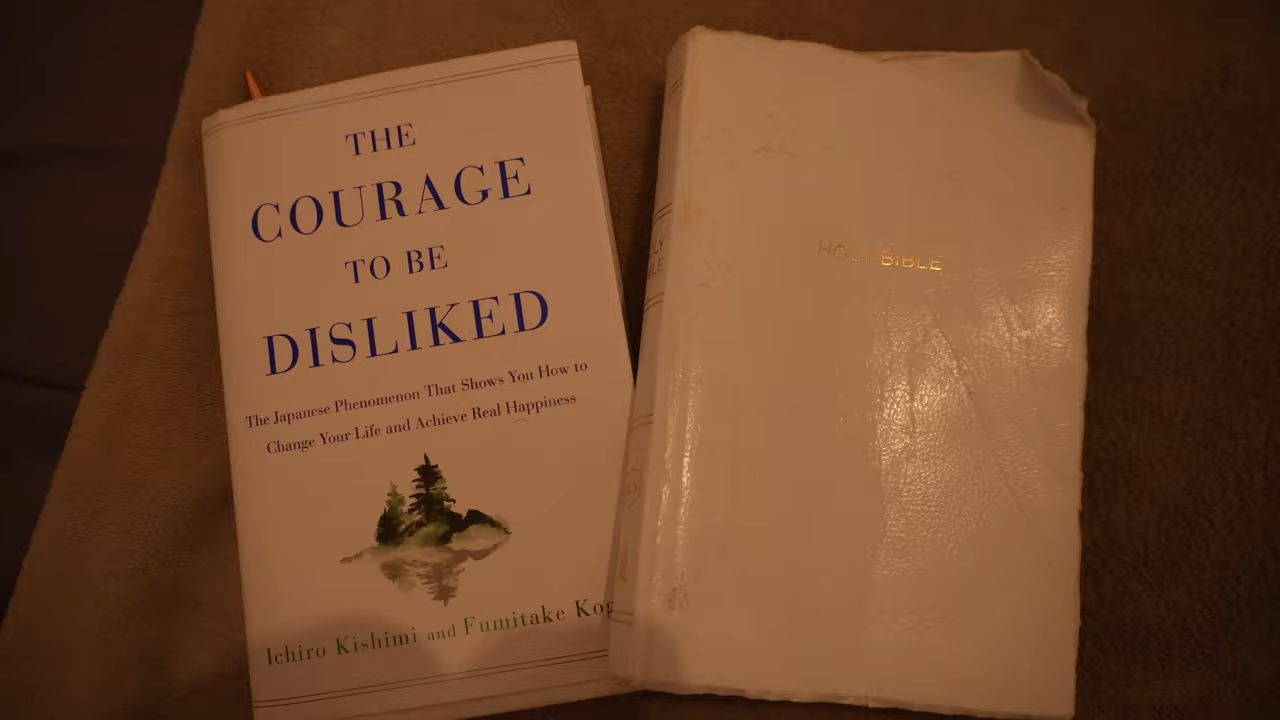 THE
COURAGE
TO BE
DISLIKED
The Japanese Phenomenon That Shows You How to
Change Your Life and Achieve Real Happiness
Ichiro Kishimi and Fumitake Kog
HOLY BIBLE